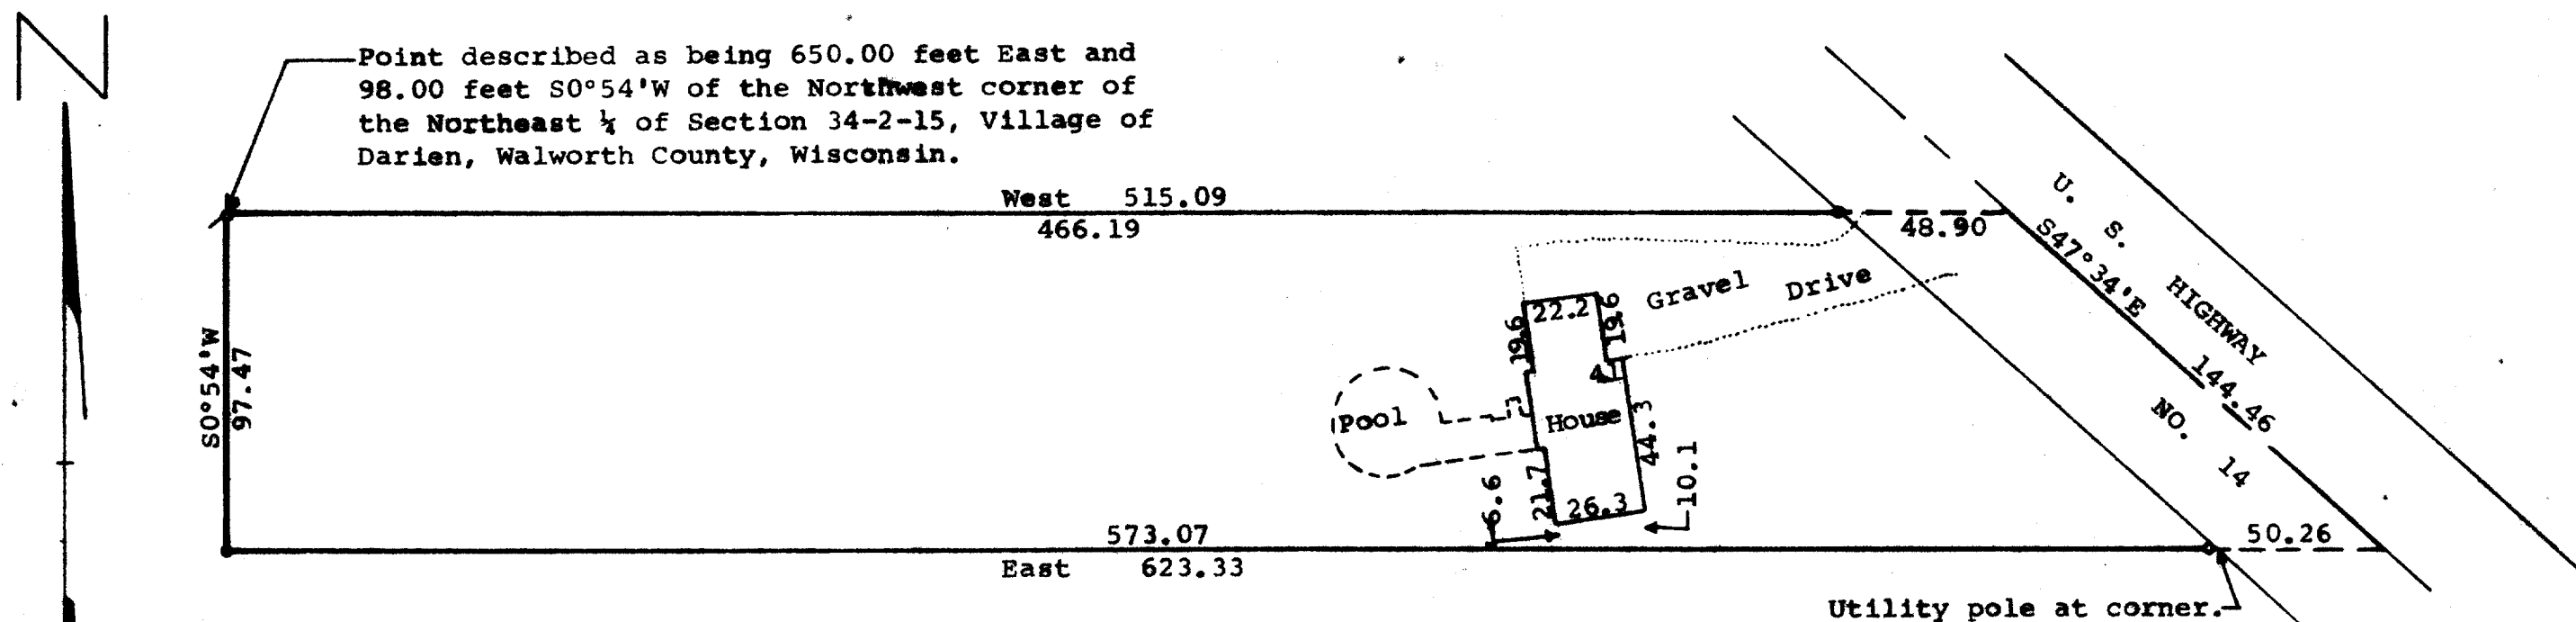 N
Point described as being 650.00 feet East and
98.00 feet S0°54'W of the Northwest corner of
the Northeast ¼ of Section 34-2-15, Village of
Darien, Walworth County, Wisconsin.
West 515.09
466.19
48.90
U. S. HIGHWAY NO. 14
S47°34'E 144.46
Gravel Drive
22.2
19.6
19.6
4.1
S0°54'W
97.47
Pool
House
44.3
10.1
6.6
21.7
26.3
573.07
East 623.33
50.26
Utility pole at corner.